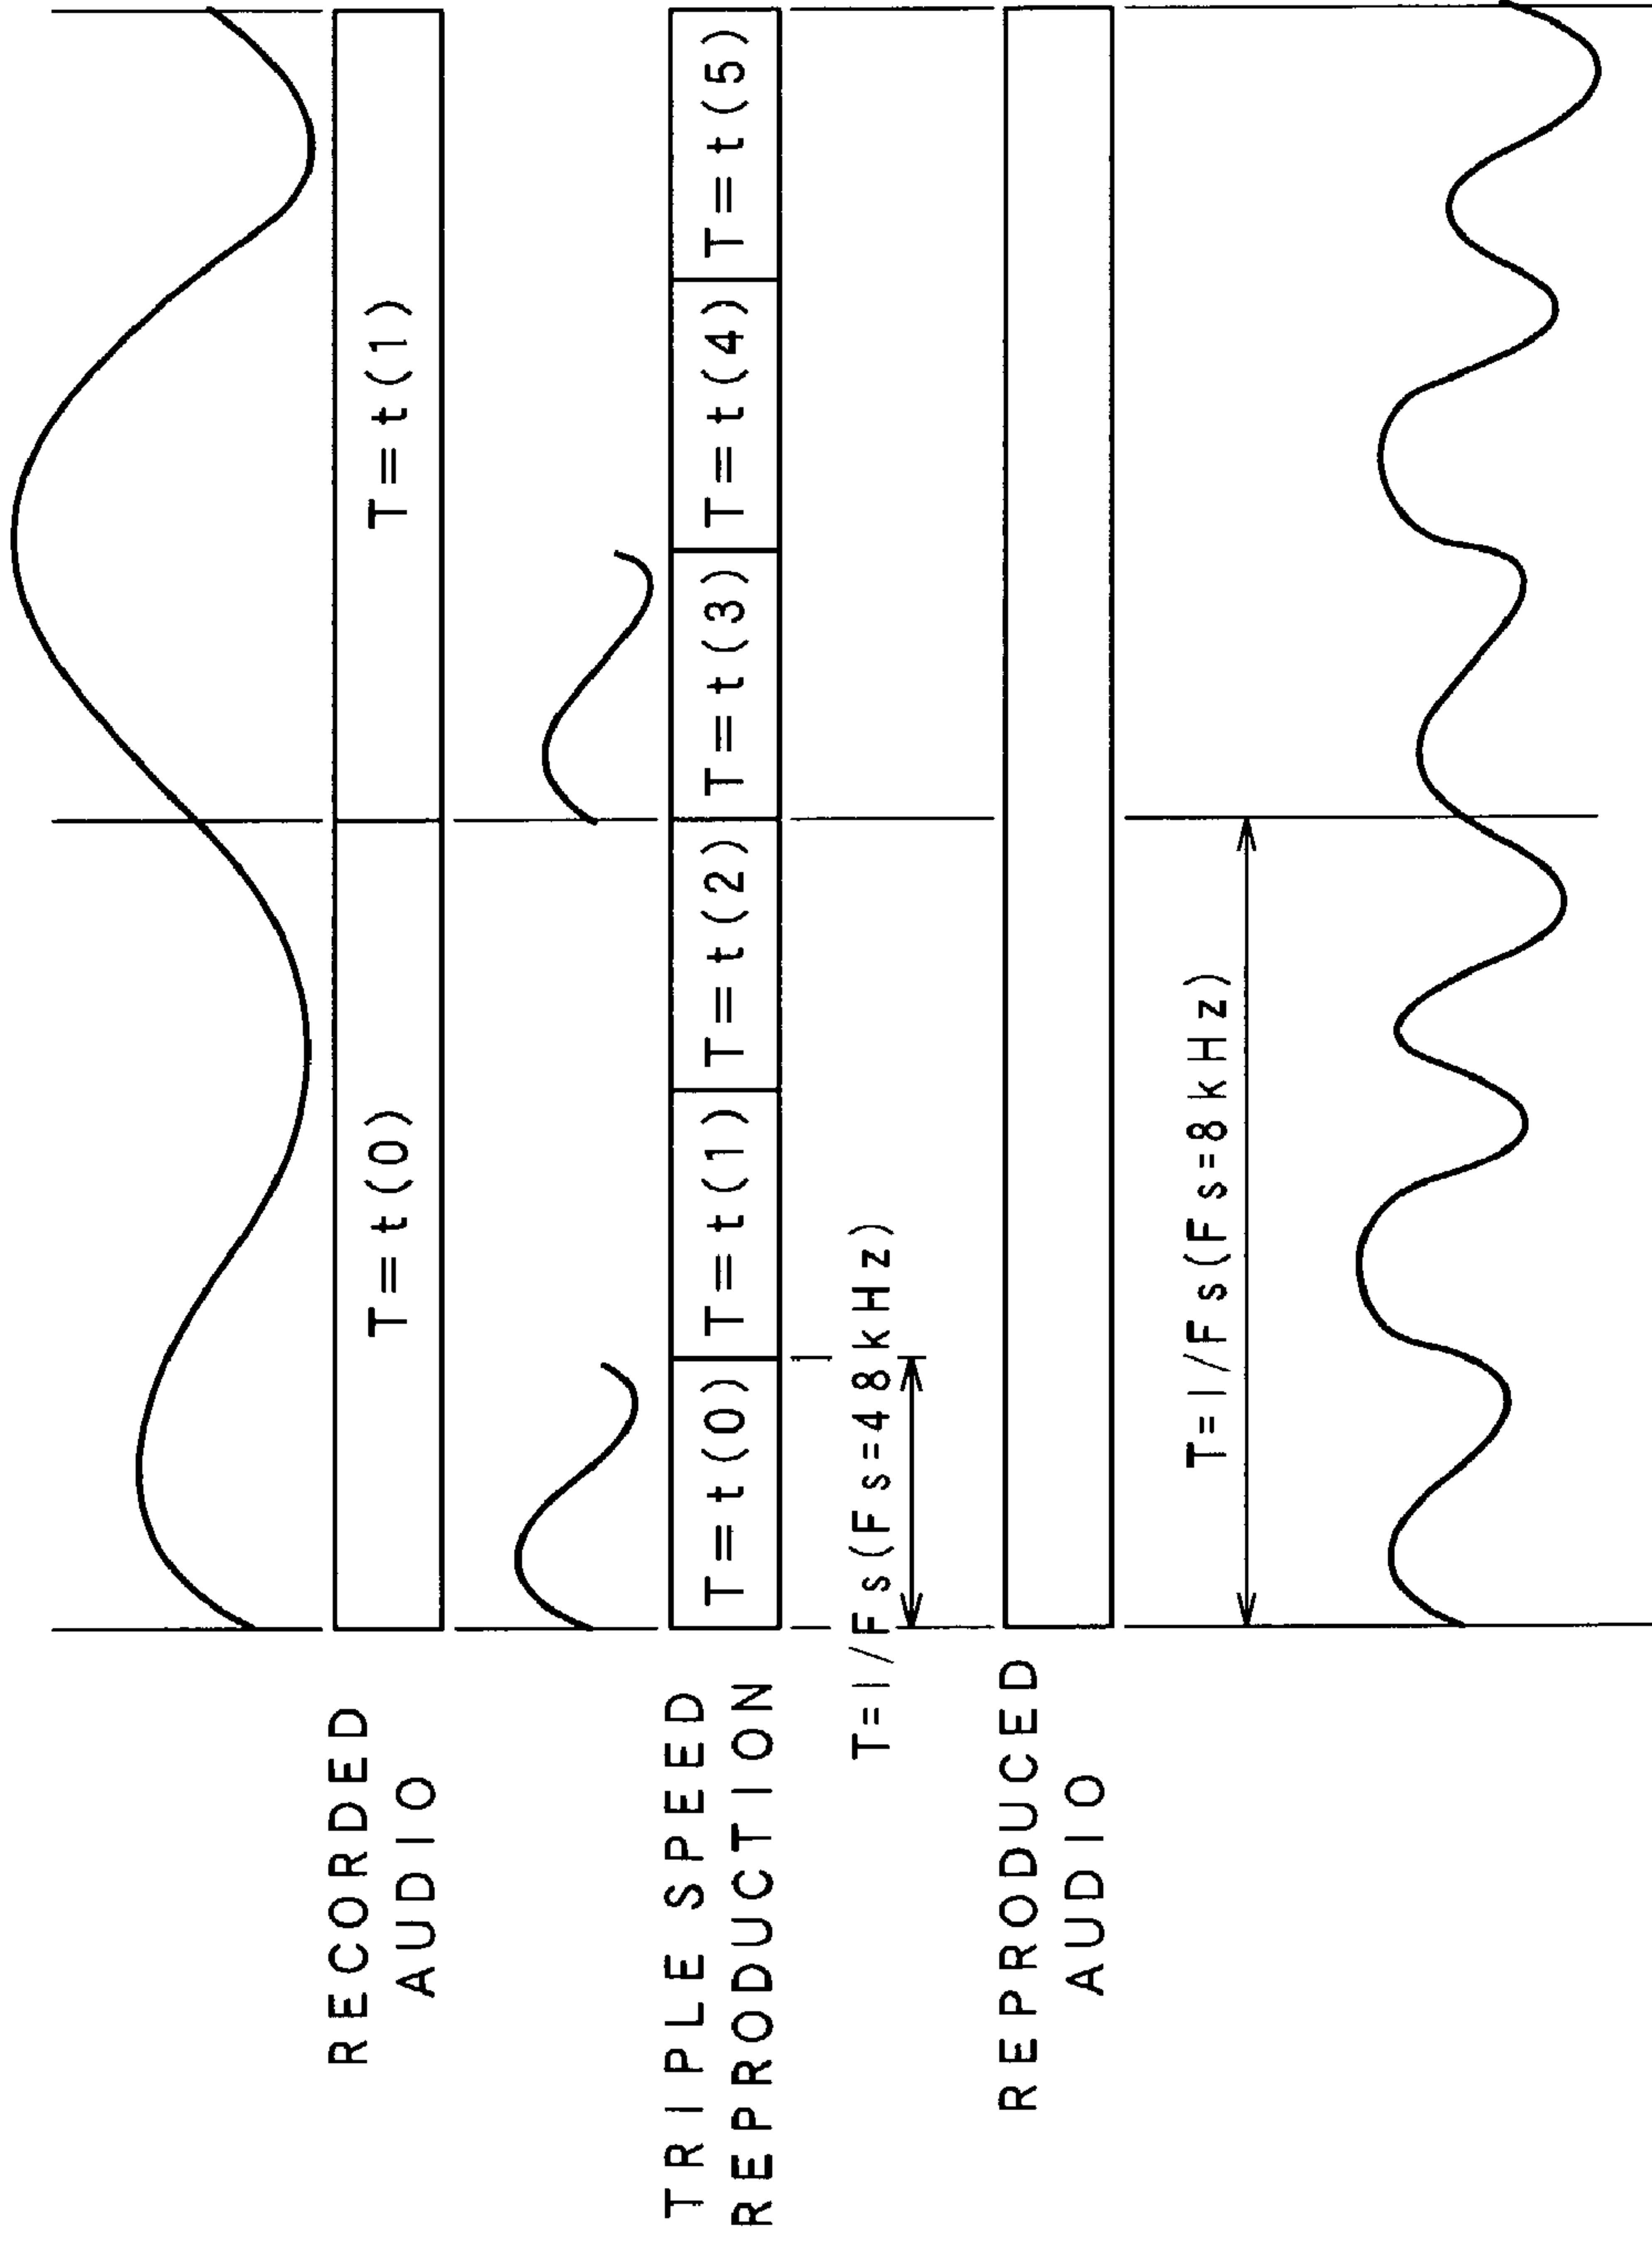 RECORDED
AUDIO
T=t(0)
T=t(1)
TRIPLE SPEED
REPRODUCTION
T=t(0)
T=t(1)
T=t(2)
T=t(3)
T=t(4)
T=t(5)
T=1/Fs(Fs=48kHz)
REPRODUCED
AUDIO
T=1/Fs(Fs=8kHz)